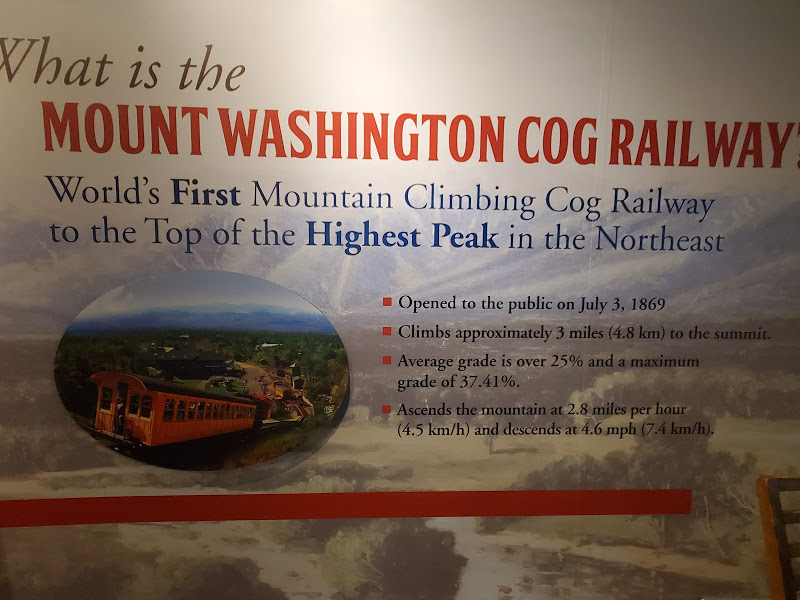 What is the
MOUNT WASHINGTON COG RAILWAY?
World's First Mountain Climbing Cog Railway
to the Top of the Highest Peak in the Northeast
Opened to the public on July 3, 1869
Climbs approximately 3 miles (4.8 km) to the summit.
Average grade is over 25% and a maximum
grade of 37.41%.
Ascends the mountain at 2.8 miles per hour
(4.5 km/h) and descends at 4.6 mph (7.4 km/h).